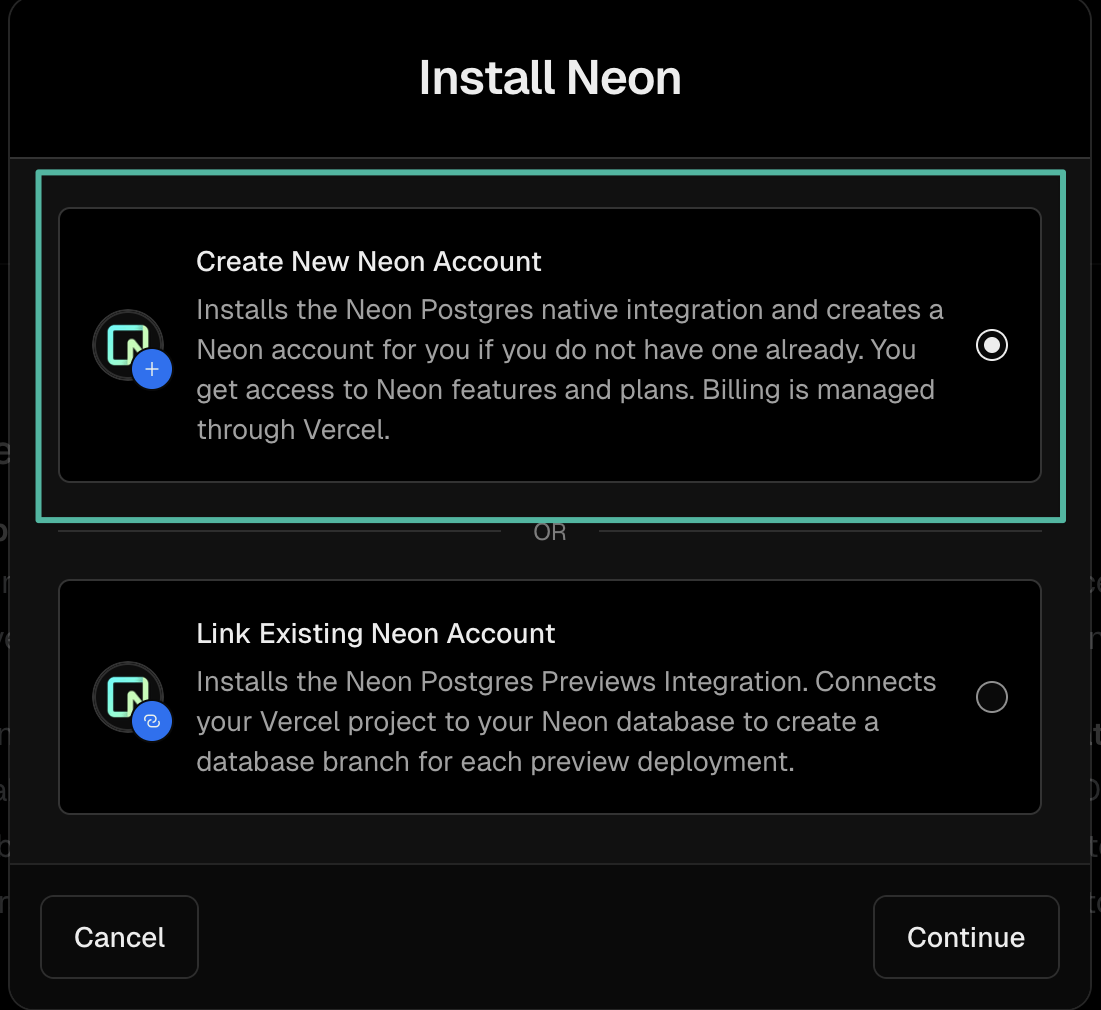 Install Neon
Create New Neon Account
Installs the Neon Postgres native integration and creates a
Neon account for you if you do not have one already. You
get access to Neon features and plans. Billing is managed
through Vercel.
OR
Link Existing Neon Account
Installs the Neon Postgres Previews Integration. Connects
your Vercel project to your Neon database to create a
database branch for each preview deployment.
Cancel
Continue